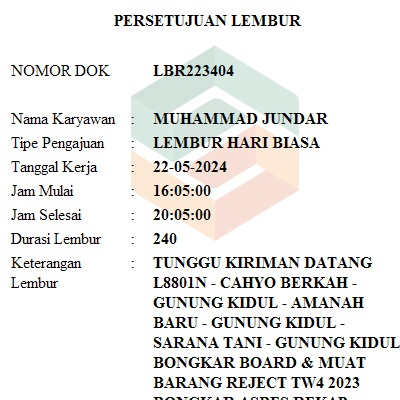 PERSETUJUAN LEMBUR
NOMOR DOK LBR223404
Nama Karyawan : MUHAMMAD JUNDAR
Tipe Pengajuan : LEMBUR HARI BIASA
Tanggal Kerja : 22-05-2024
Jam Mulai : 16:05:00
Jam Selesai : 20:05:00
Durasi Lembur : 240
Keterangan : TUNGGU KIRIMAN DATANG
Lembur L8801N - CAHYO BERKAH -
GUNUNG KIDUL - AMANAH
BARU - GUNUNG KIDUL -
SARANA TANI - GUNUNG KIDUL
BONGKAR BOARD & MUAT
BARANG REJECT TW4 2023